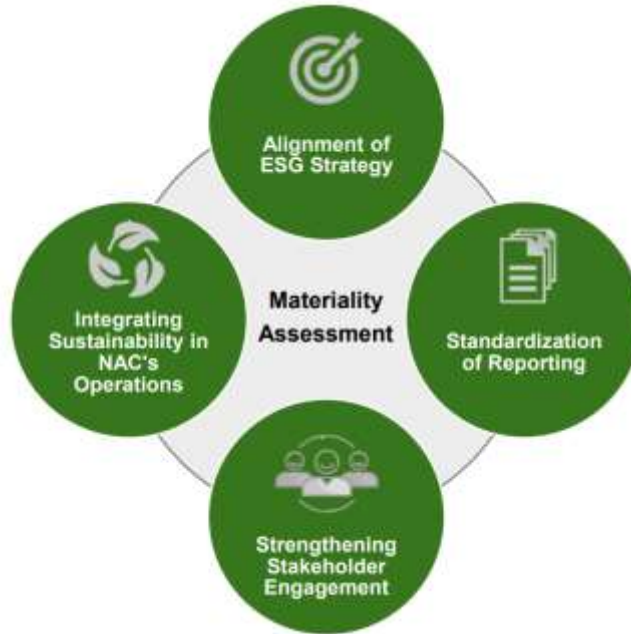 Alignment of
ESG Strategy
Integrating
Sustainability in
NAC's
Operations
Materiality
Assessment
Standardization
of Reporting
Strengthening
Stakeholder
Engagement